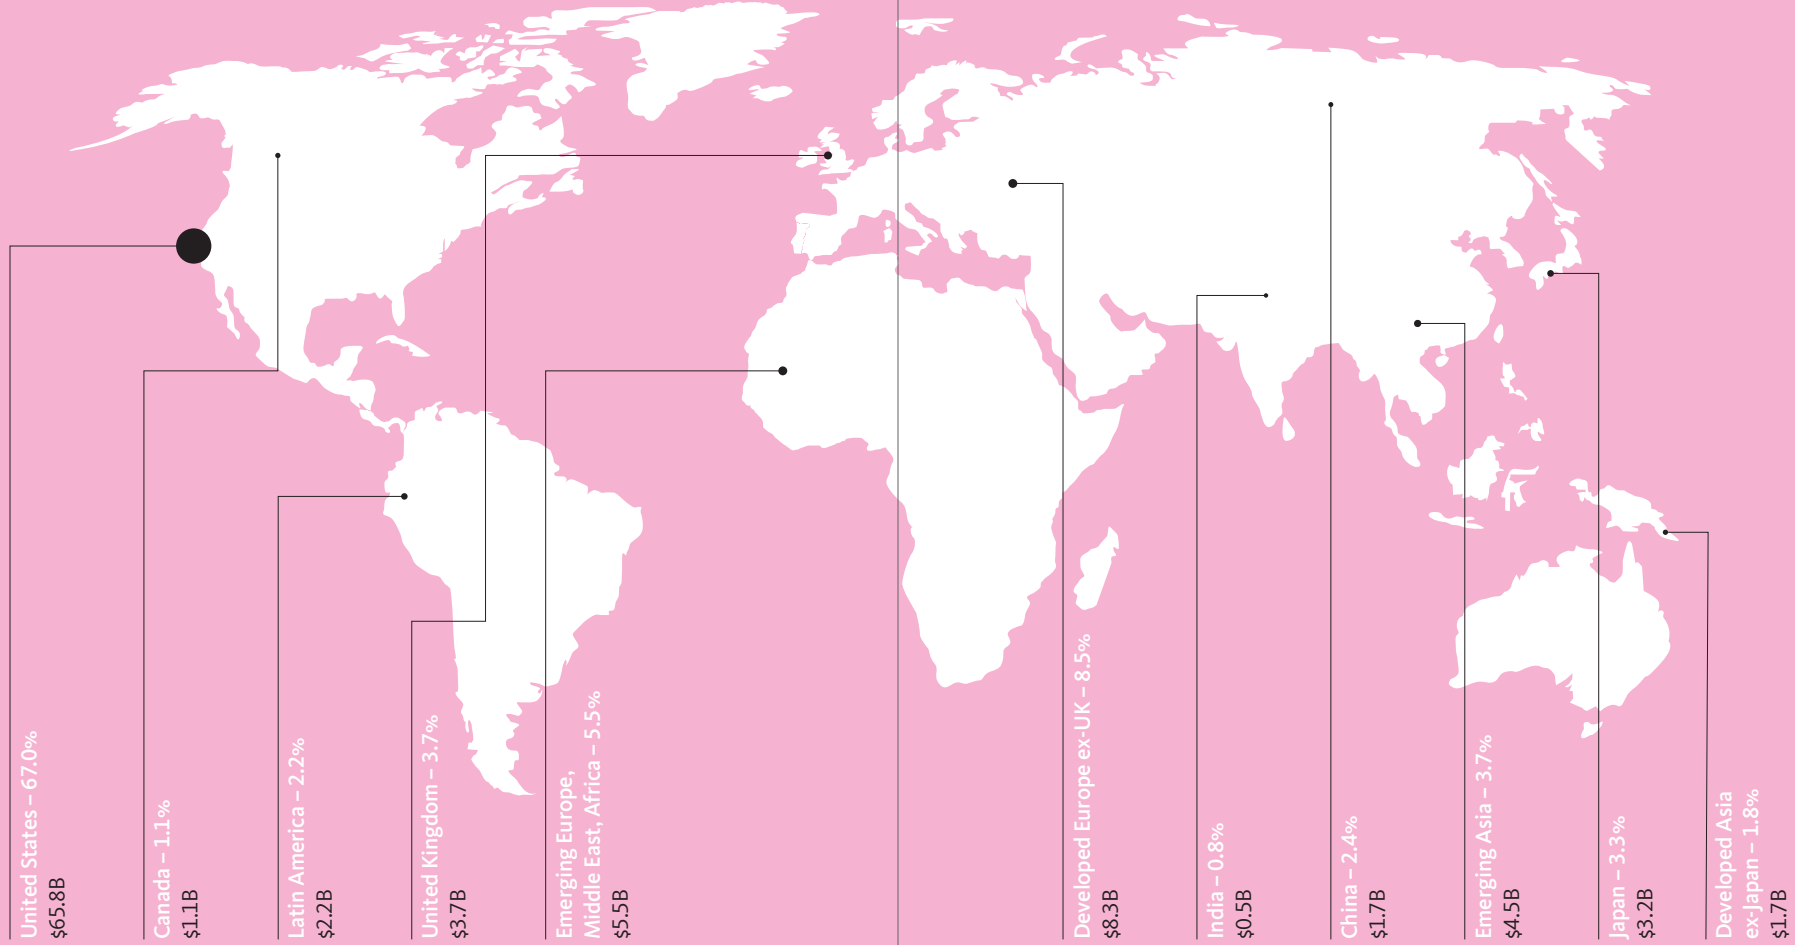 United States – 67.0%
$65.8B
Canada – 1.1%
$1.1B
Latin America – 2.2%
$2.2B
United Kingdom – 3.7%
$3.7B
Emerging Europe,
Middle East, Africa – 5.5%
$5.5B
Developed Europe ex-UK – 8.5%
$8.3B
India – 0.8%
$0.5B
China – 2.4%
$1.7B
Emerging Asia – 3.7%
$4.5B
Japan – 3.3%
$3.2B
Developed Asia
ex-Japan – 1.8%
$1.7B